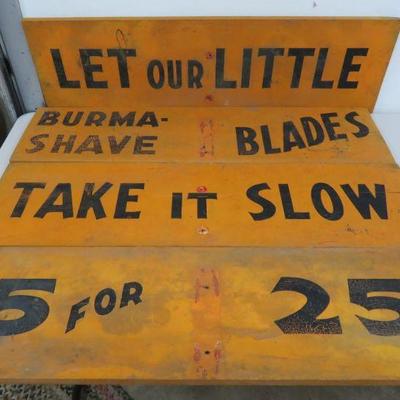 LET OUR LITTLE
BURMA-
SHAVE BLADES
TAKE IT SLOW
5 FOR 25